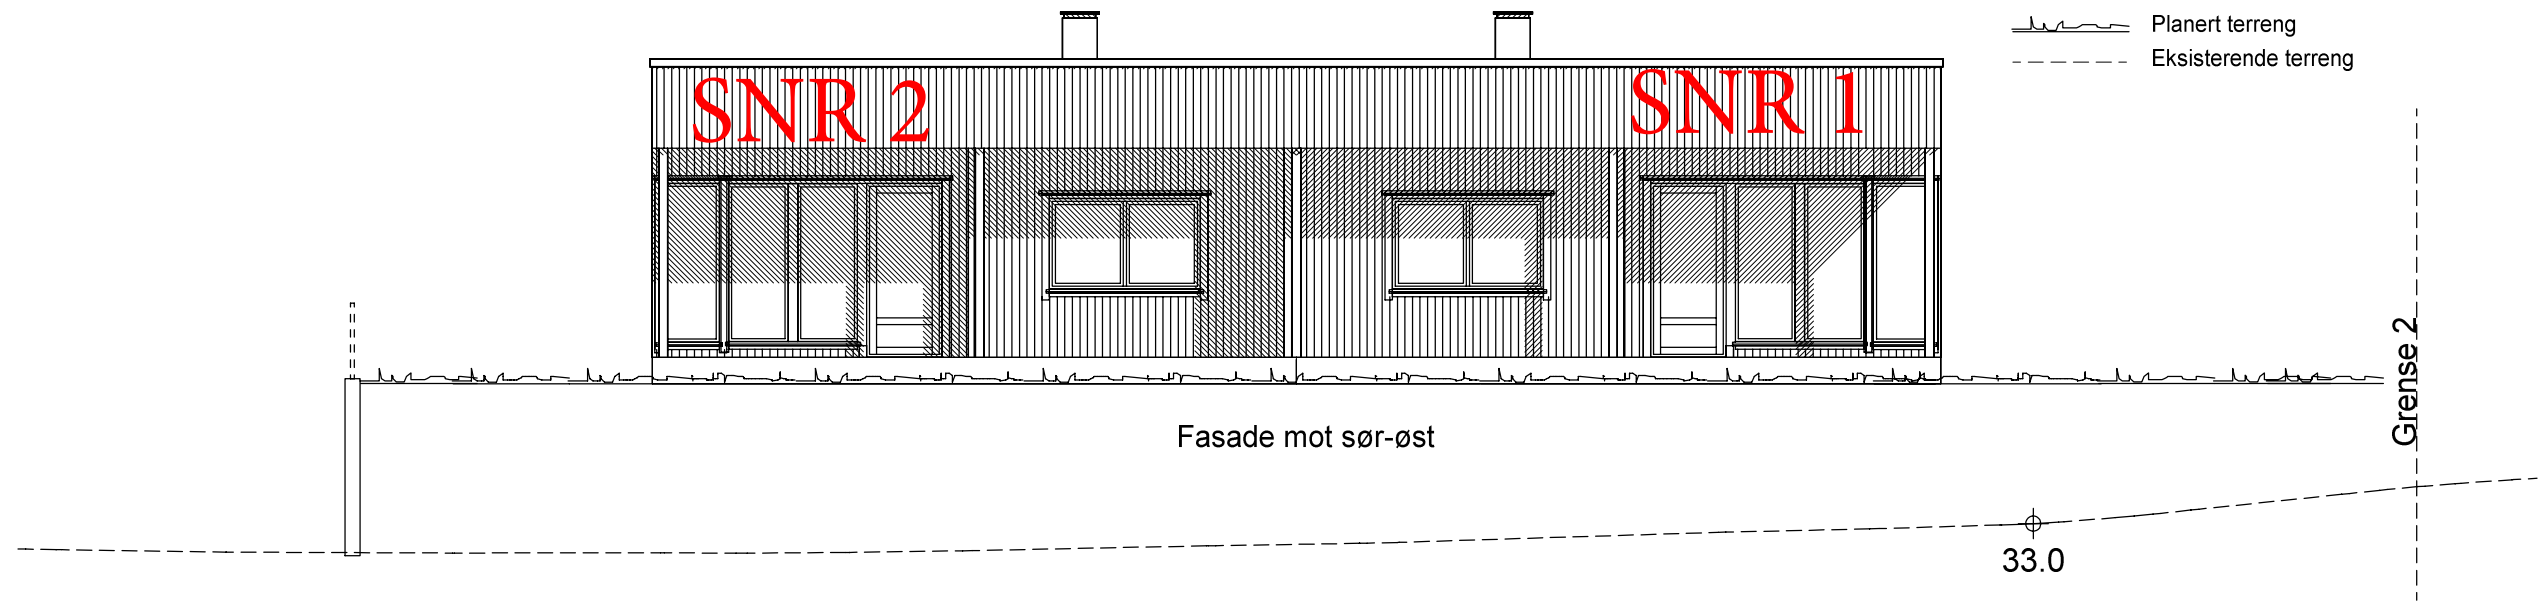 Planert terreng
Eksisterende terreng
SNR 2
SNR 1
Grense 2
Fasade mot sør-øst
33.0